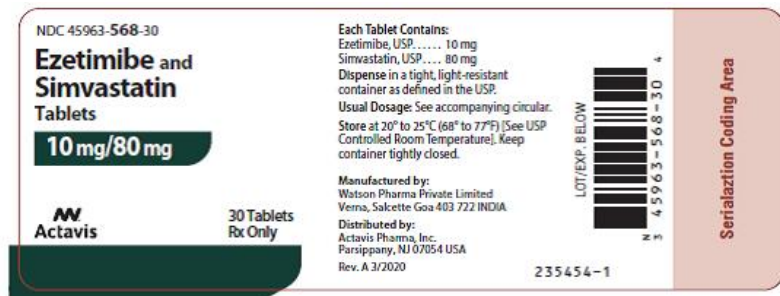 NDC 45963-568-30
Ezetimibe and
Simvastatin
Tablets
10 mg/80 mg
Actavis
30 Tablets
Rx Only
Each Tablet Contains:
Ezetimibe, USP...... 10 mg
Simvastatin, USP.... 80 mg
Dispense in a tight, light-resistant
container as defined in the USP.
Usual Dosage: See accompanying circular.
Store at 20° to 25°C (68° to 77°F) [See USP
Controlled Room Temperature]. Keep
container tightly closed.
Manufactured by:
Watson Pharma Private Limited
Verna, Salcette Goa 403 722 INDIA
Distributed by:
Actavis Pharma, Inc.
Parsippany, NJ 07054 USA
Rev. A 3/2020
235454-1
LOT/EXP. BELOW
N
3 45963-568-30 4
Serialaztion Coding Area